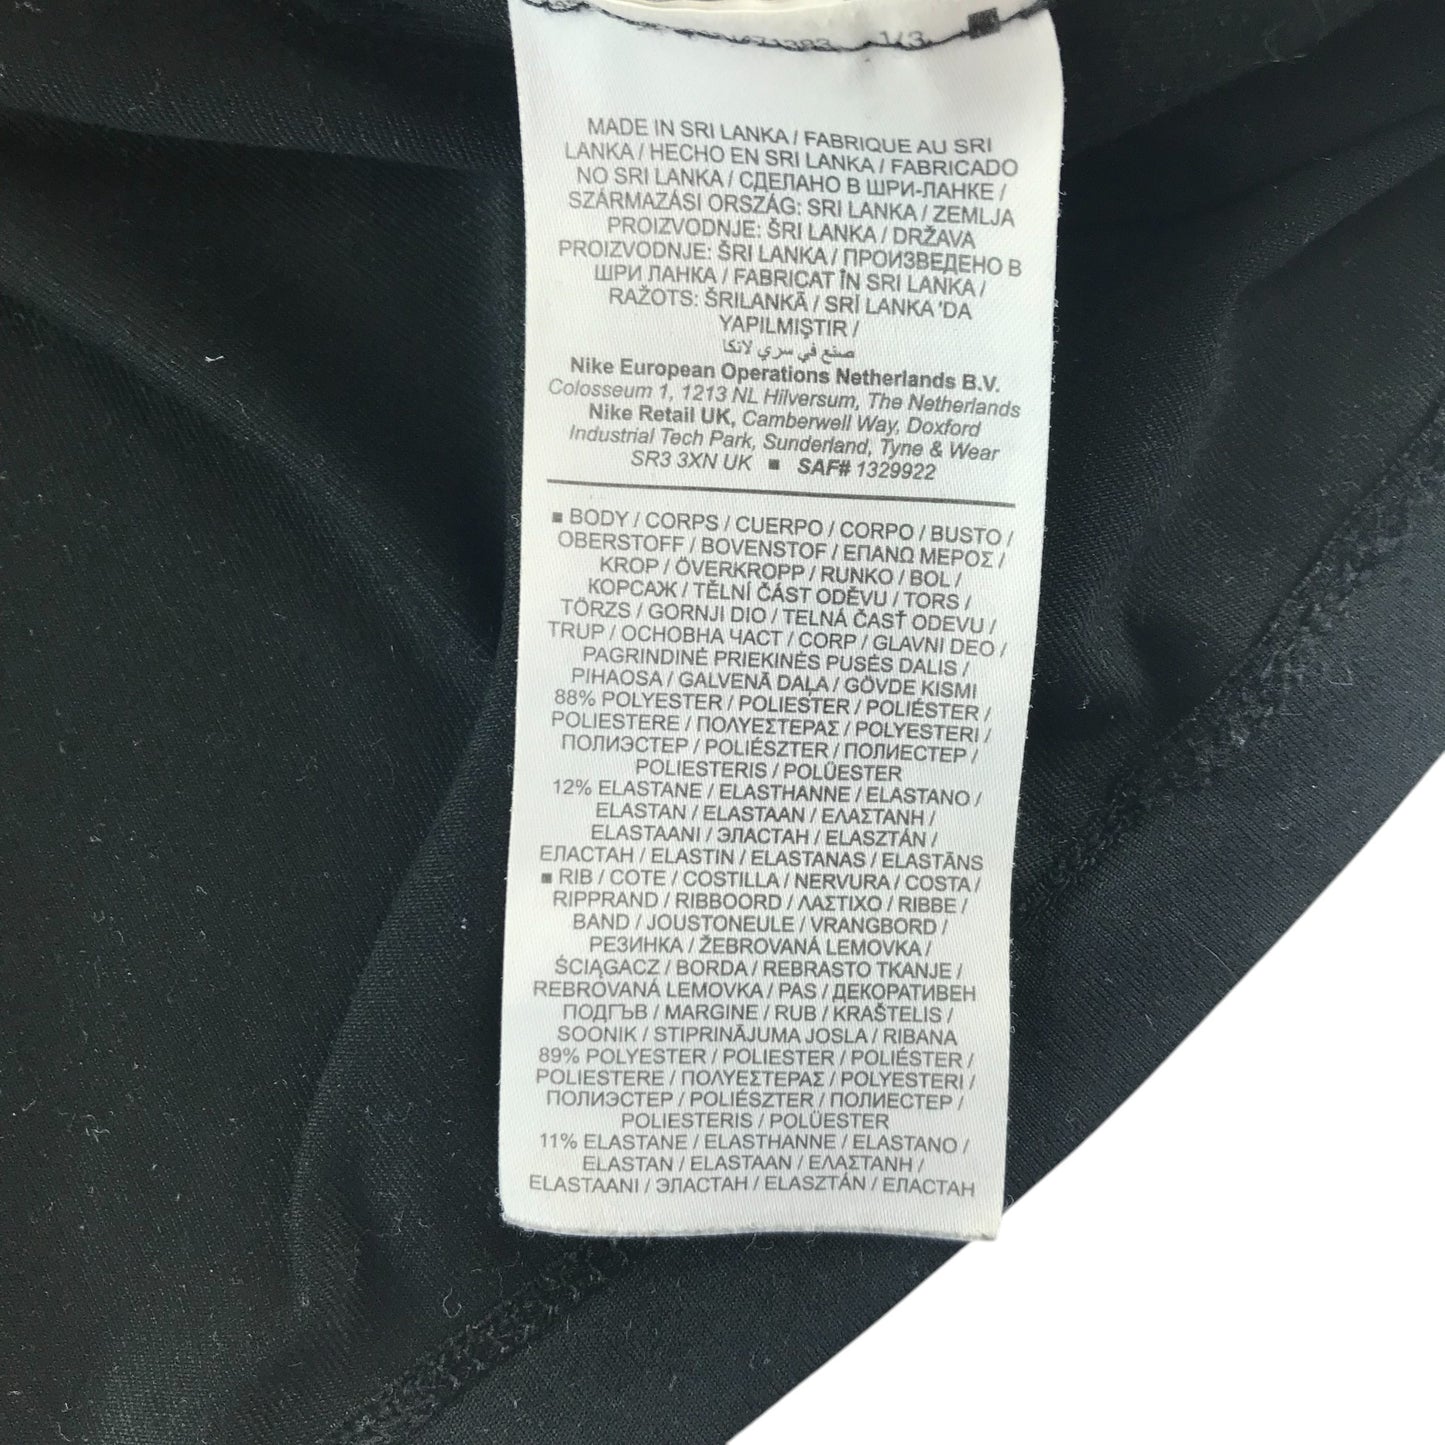 1/3
MADE IN SRI LANKA / FABRIQUE AU SRI
LANKA / HECHO EN SRI LANKA / FABRICADO
NO SRI LANKA / СДЕЛАНО В ШРИ-ЛАНКЕ /
SZÁRMAZÁSI ORSZÁG: SRI LANKA / ZEMLJA
PROIZVODNJE: ŠRI LANKA / DRŽAVA
PROIZVODNJE: ŠRI LANKA / ПРОИЗВЕДЕНО В
ШРИ ЛАНКА / FABRICAT ÎN SRI LANKA /
RAŽOTS: ŠRILANKĀ / SRİ LANKA 'DA
YAPILMIŞTIR /
صنع في سري لانكا
Nike European Operations Netherlands B.V.
Colosseum 1, 1213 NL Hilversum, The Netherlands
Nike Retail UK, Camberwell Way, Doxford
Industrial Tech Park, Sunderland, Tyne & Wear
SR3 3XN UK ■ SAF# 1329922
■ BODY / CORPS / CUERPO / CORPO / BUSTO /
OBERSTOFF / BOVENSTOF / ΕΠΑΝΩ ΜΕΡΟΣ /
KROP / ÖVERKROPP / RUNKO / BOL /
КОРСАЖ / TĚLNÍ ČÁST ODĚVU / TORS /
TÖRZS / GORNJI DIO / TELNÁ ČASŤ ODEVU /
TRUP / ОСНОВНА ЧАСТ / CORP / GLAVNI DEO /
PAGRINDINĖ PRIEKINĖS PUSĖS DALIS /
PIHAOSA / GALVENĀ DAĻA / GÖVDE KISMI
88% POLYESTER / POLIESTER / POLIÉSTER /
POLIESTERE / ΠΟΛΥΕΣΤΕΡΑΣ / POLYESTERI /
ПОЛИЭСТЕР / POLIÉSZTER / ПОЛИЕСТЕР /
POLIESTERIS / POLÜESTER
12% ELASTANE / ELASTHANNE / ELASTANO /
ELASTAN / ELASTAAN / ΕΛΑΣΤΑΝΗ /
ELASTAANI / ЭЛАСТАН / ELASZTÁN /
ЕЛАСТАН / ELASTIN / ELASTANAS / ELASTĀNS
■ RIB / COTE / COSTILLA / NERVURA / COSTA /
RIPPRAND / RIBBOORD / ΛΑΣΤΙΧΟ / RIBBE /
BAND / JOUSTONEULE / VRANGBORD /
РЕЗИНКА / ŽEBROVANÁ LEMOVKA /
ŚCIĄGACZ / BORDA / REBRASTO TKANJE /
REBROVANÁ LEMOVKA / PAS / ДЕКОРАТИВЕН
ПОДГЪВ / MARGINE / RUB / KRAŠTELIS /
SOONIK / STIPRINĀJUMA JOSLA / RIBANA
89% POLYESTER / POLIESTER / POLIÉSTER /
POLIESTERE / ΠΟΛΥΕΣΤΕΡΑΣ / POLYESTERI /
ПОЛИЭСТЕР / POLIÉSZTER / ПОЛИЕСТЕР /
POLIESTERIS / POLÜESTER
11% ELASTANE / ELASTHANNE / ELASTANO /
ELASTAN / ELASTAAN / ΕΛΑΣΤΑΝΗ /
ELASTAANI / ЭЛАСТАН / ELASZTÁN / ЕЛАСТАН